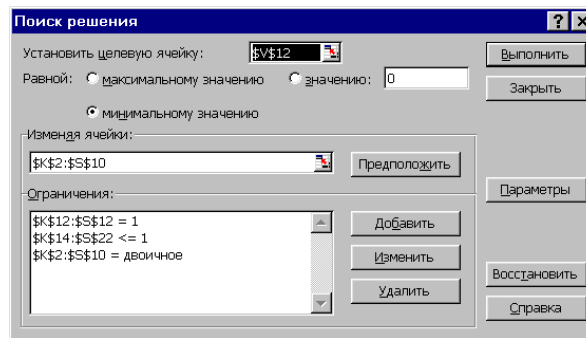 Поиск решения
Установить целевую ячейку: $V$12
Выполнить
Равной: максимальному значению значению: 0
Закрыть
минимальному значению
Изменяя ячейки:
$K$2:$S$10
Предположить
Ограничения:
Параметры
$K$12:$S$12 = 1
$K$14:$S$22 <= 1
$K$2:$S$10 = двоичное
Добавить
Изменить
Удалить
Восстановить
Справка